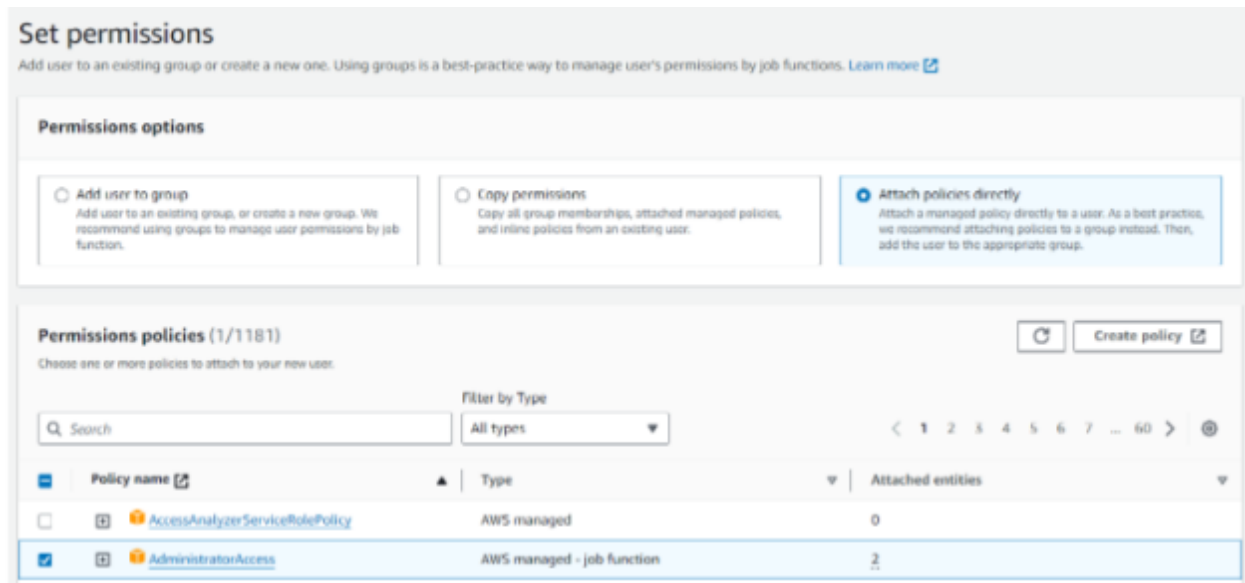 Set permissions
Add user to an existing group or create a new one. Using groups is a best-practice way to manage user's permissions by job functions. Learn more
Permissions options
Add user to group
Add user to an existing group, or create a new group. We
recommend using groups to manage user permissions by job
function.
Copy permissions
Copy all group memberships, attached managed policies,
and inline policies from an existing user.
Attach policies directly
Attach a managed policy directly to a user. As a best practice,
we recommend attaching policies to a group instead. Then,
add the user to the appropriate group.
Permissions policies (1/1181)
Create policy
Choose one or more policies to attach to your new user.
Filter by Type
Search
All types
1 2 3 4 5 6 7 ... 60
Policy name Type Attached entities
AccessAnalyzerServiceRolePolicy AWS managed 0
AdministratorAccess AWS managed - job function 2